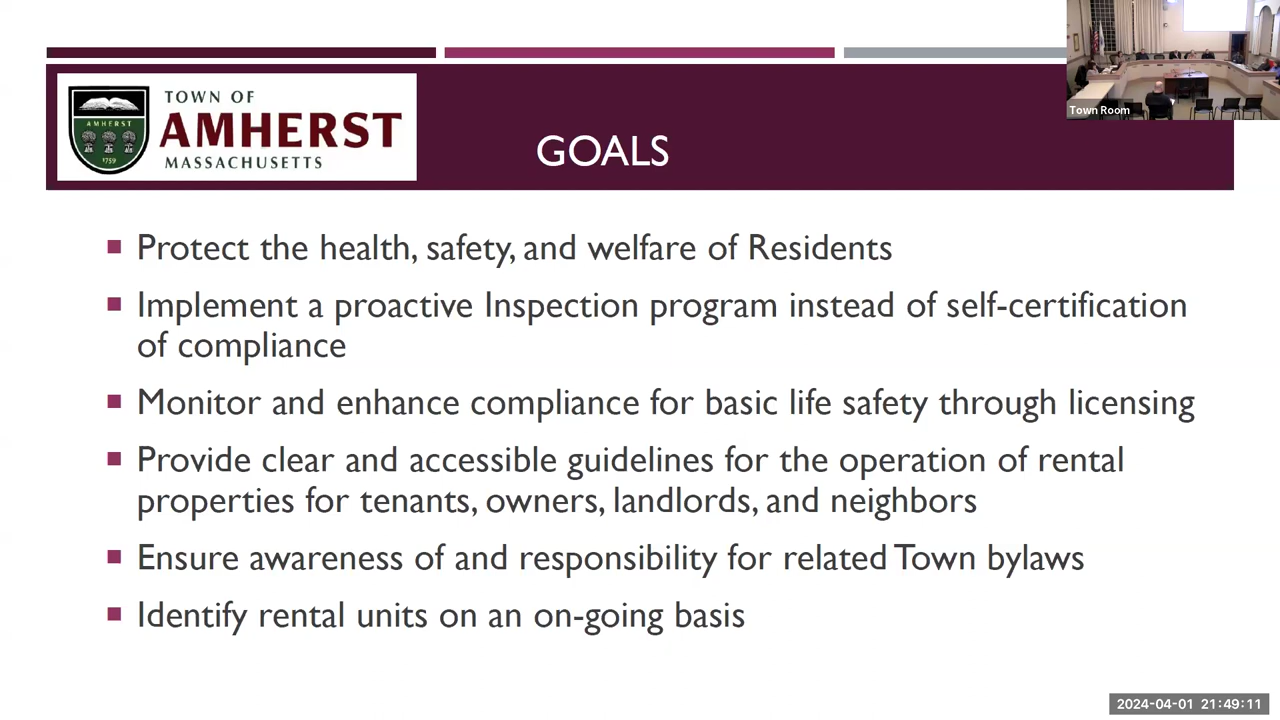 TOWN OF
AMHERST
MASSACHUSETTS
AMHERST
1759
GOALS
Town Room
Protect the health, safety, and welfare of Residents
Implement a proactive Inspection program instead of self-certification
of compliance
Monitor and enhance compliance for basic life safety through licensing
Provide clear and accessible guidelines for the operation of rental
properties for tenants, owners, landlords, and neighbors
Ensure awareness of and responsibility for related Town bylaws
Identify rental units on an on-going basis
2024-04-01 21:49:11